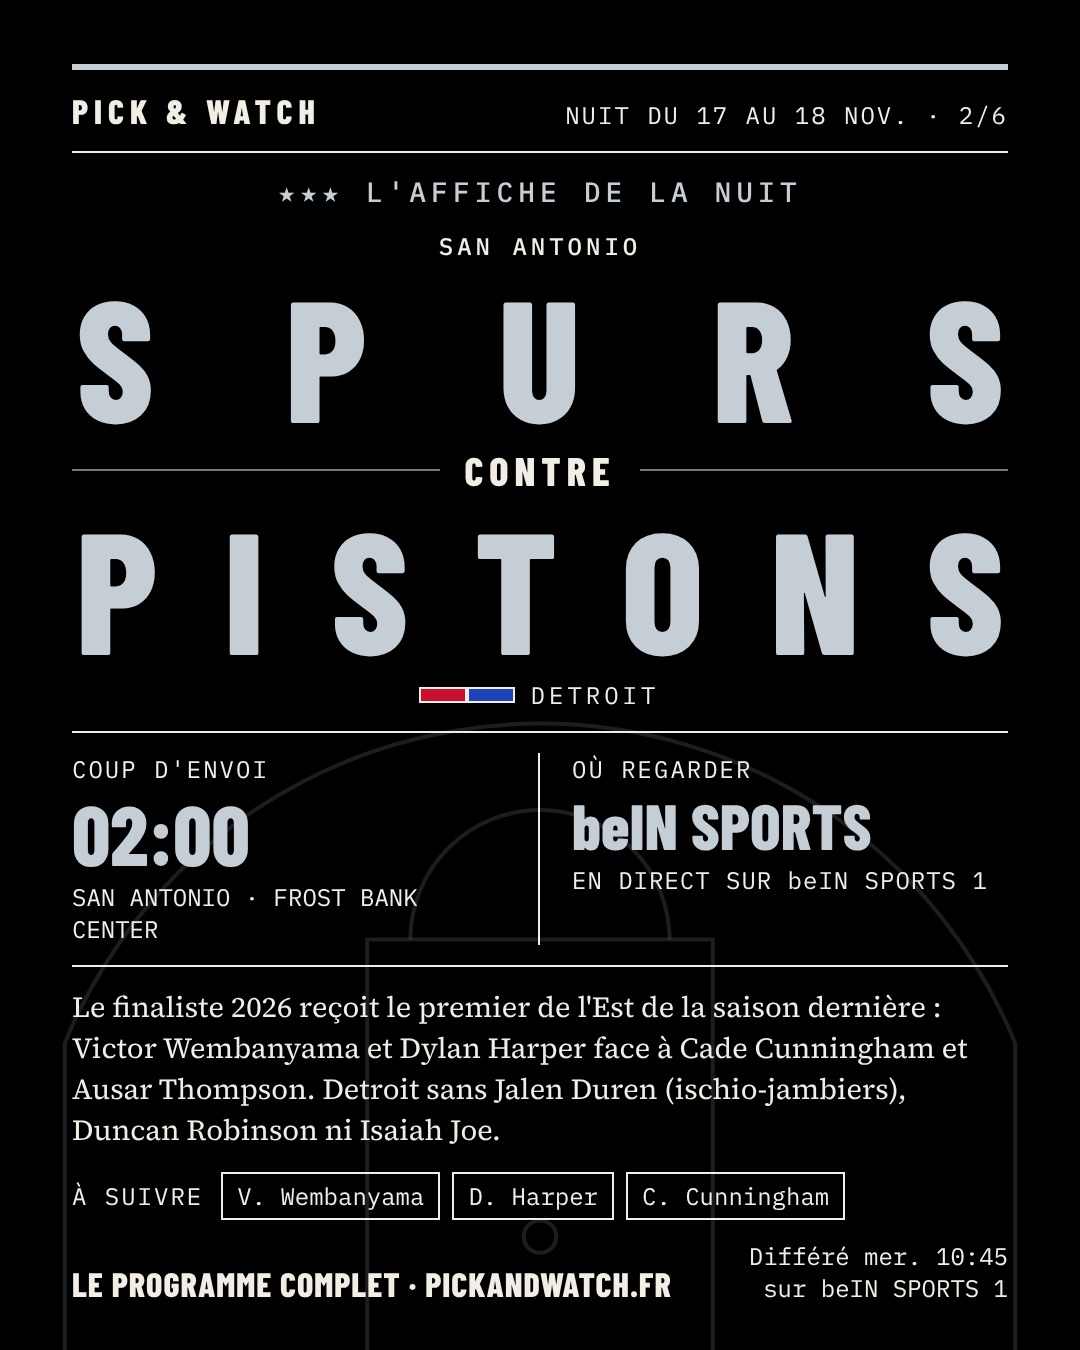 PICK & WATCH
NUIT DU 17 AU 18 NOV. · 2/6
★★★ L'AFFICHE DE LA NUIT
SAN ANTONIO
SPURS
CONTRE
PISTONS
DETROIT
COUP D'ENVOI
02:00
SAN ANTONIO · FROST BANK
CENTER
OÙ REGARDER
beIN SPORTS
EN DIRECT SUR beIN SPORTS 1
Le finaliste 2026 reçoit le premier de l'Est de la saison dernière :
Victor Wembanyama et Dylan Harper face à Cade Cunningham et
Ausar Thompson. Detroit sans Jalen Duren (ischio-jambiers),
Duncan Robinson ni Isaiah Joe.
À SUIVRE V. Wembanyama D. Harper C. Cunningham
LE PROGRAMME COMPLET · PICKANDWATCH.FR
Différé mer. 10:45
sur beIN SPORTS 1